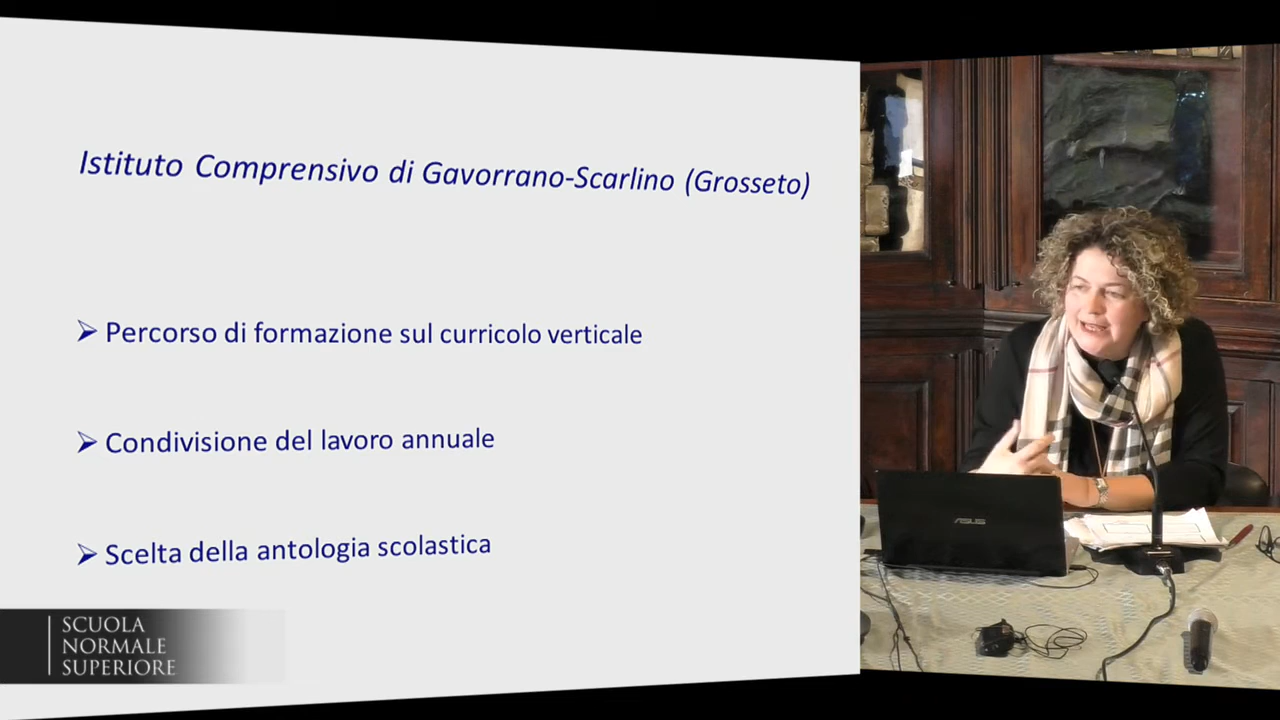 Istituto Comprensivo di Gavorrano-Scarlino (Grosseto)
Percorso di formazione sul curricolo verticale
Condivisione del lavoro annuale
Scelta della antologia scolastica
SCUOLA
NORMALE
SUPERIORE
ASUS